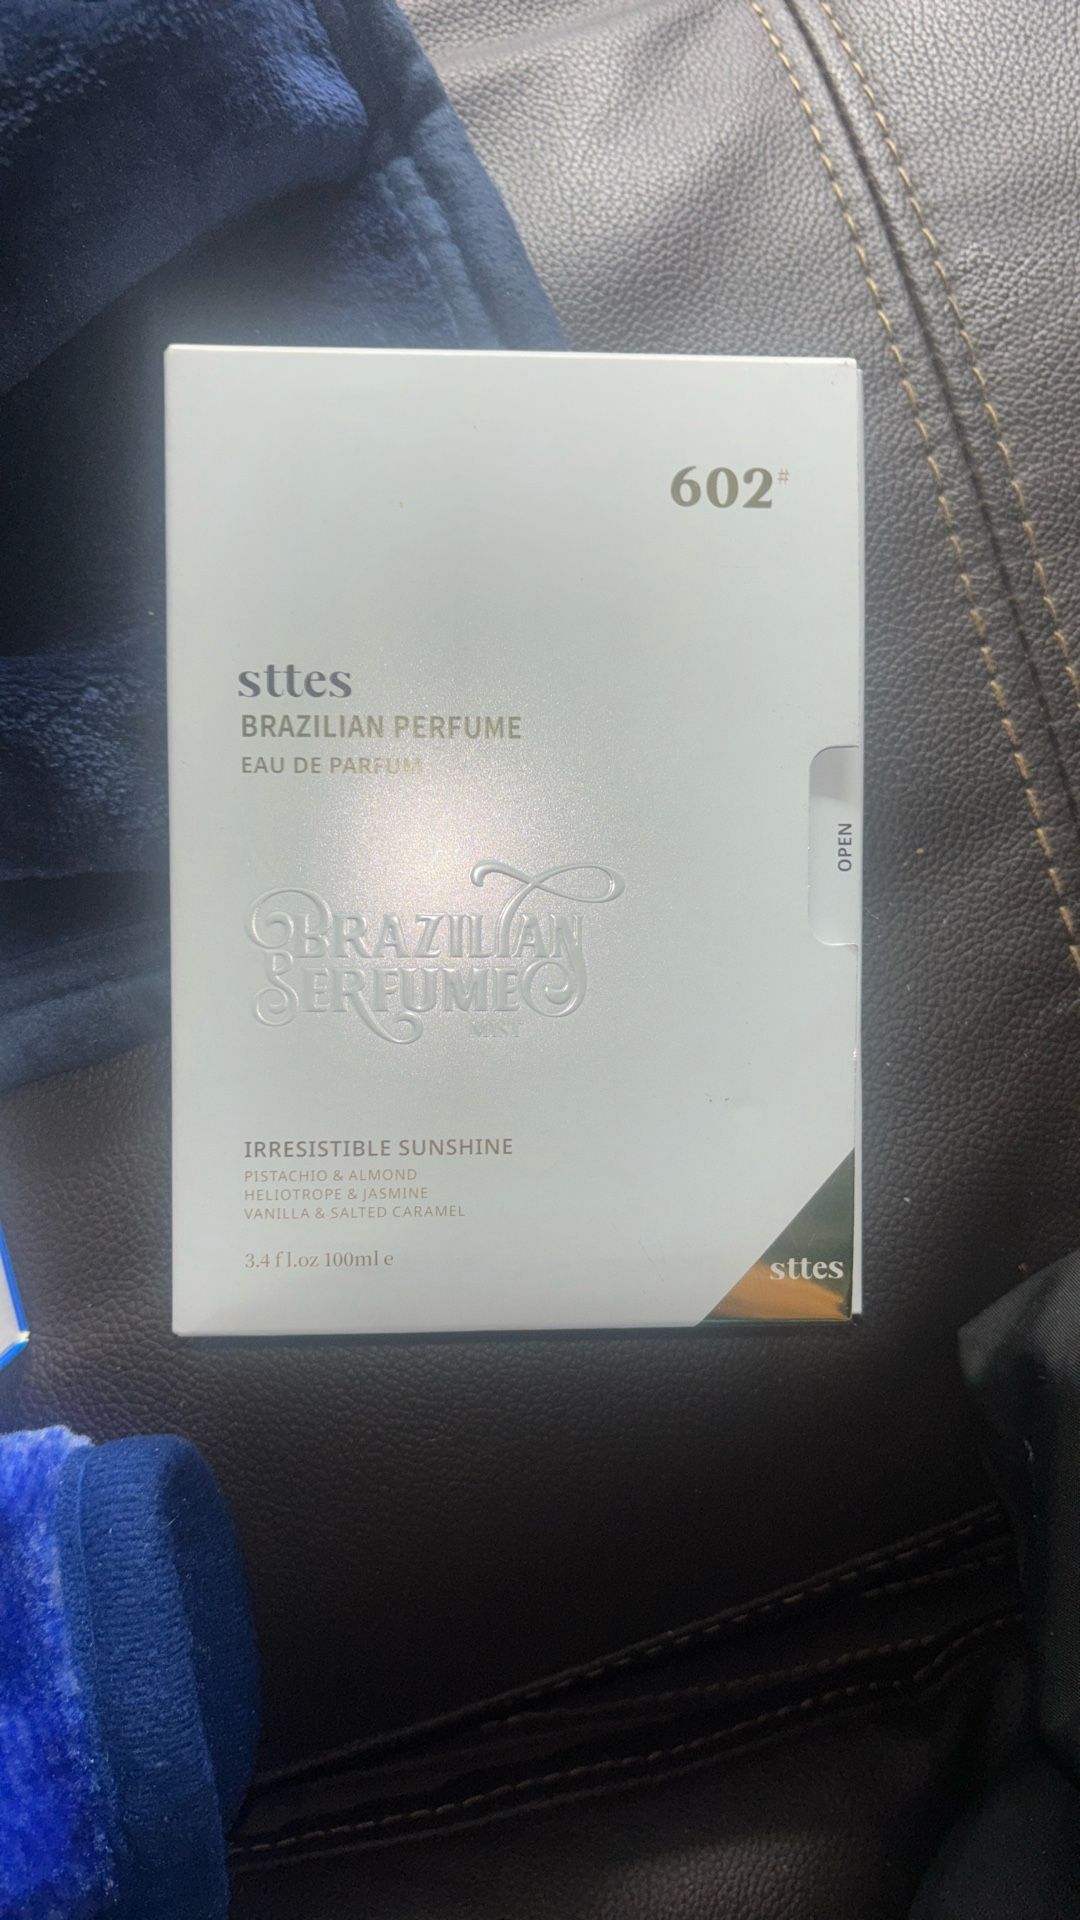 602#
sttes
BRAZILIAN PERFUME
EAU DE PARFUM
OPEN
BRAZILIAN
PERFUME
MIST
IRRESISTIBLE SUNSHINE
PISTACHIO & ALMOND
HELIOTROPE & JASMINE
VANILLA & SALTED CARAMEL
3.4 fl.oz 100ml e
sttes